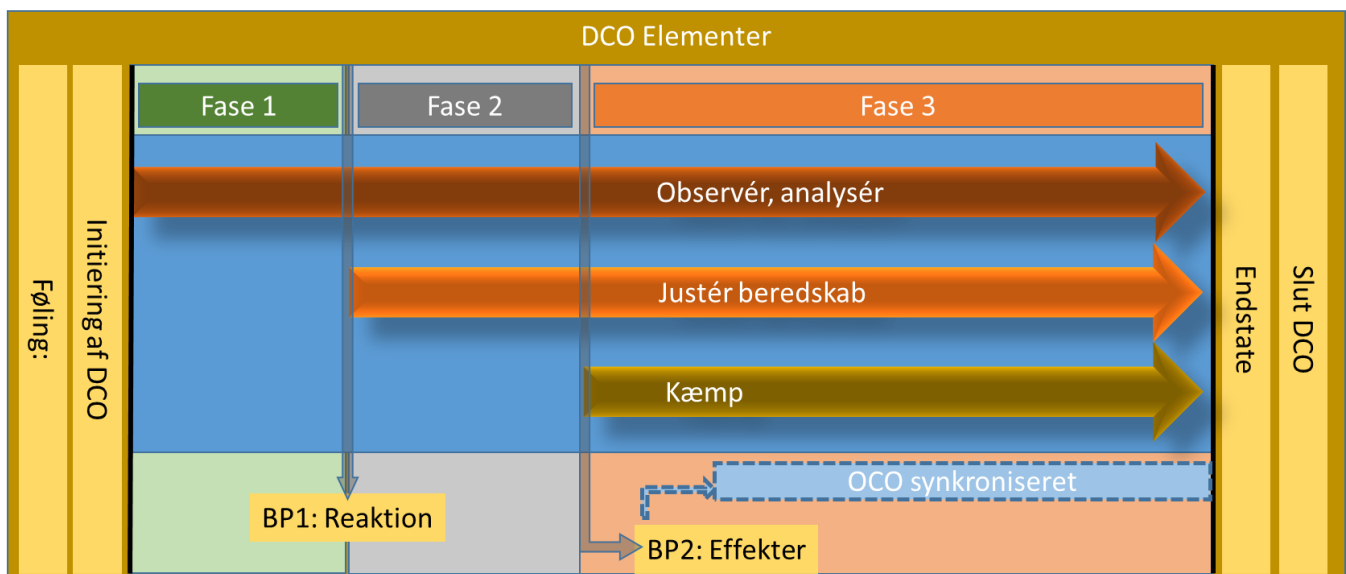 DCO Elementer
Føling:
Initiering af DCO
Fase 1
Fase 2
Fase 3
Observér, analysér
Justér beredskab
Kæmp
OCO synkroniseret
BP1: Reaktion
BP2: Effekter
Endstate
Slut DCO